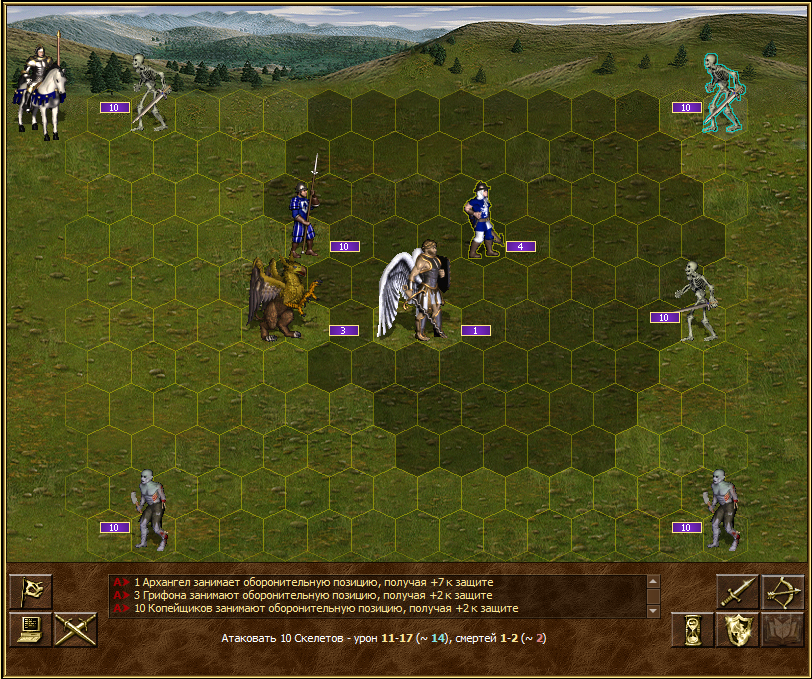 10
10
10
4
3
1
10
10
10
1 Архангел занимает оборонительную позицию, получая +7 к защите
3 Грифона занимают оборонительную позицию, получая +2 к защите
10 Копейщиков занимают оборонительную позицию, получая +2 к защите
Атаковать 10 Скелетов - урон 11-17 (~ 14), смертей 1-2 (~ 2)